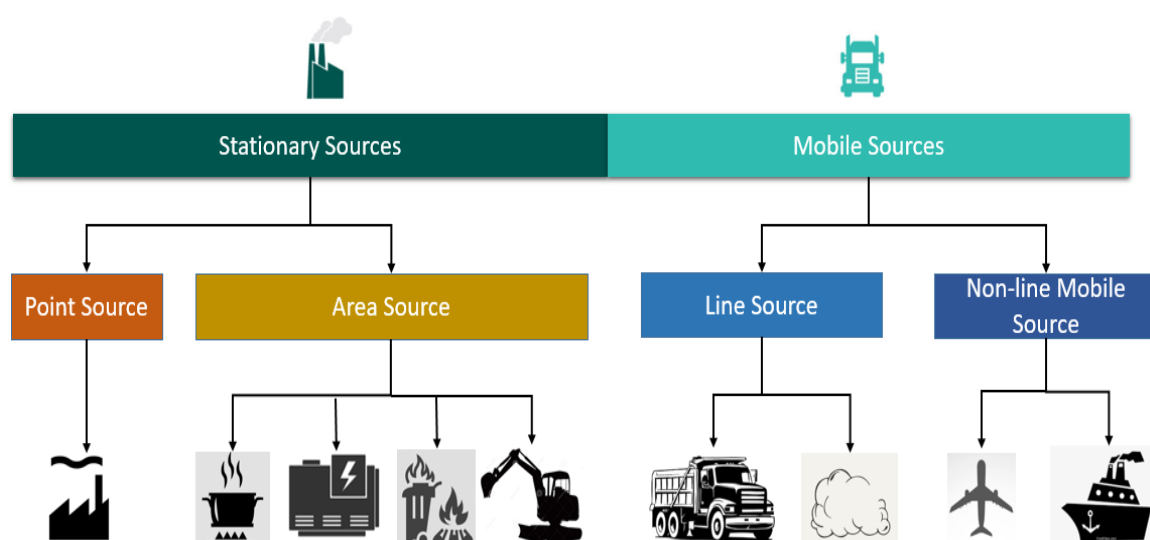 Stationary Sources
Mobile Sources
Point Source
Area Source
Line Source
Non-line Mobile
Source